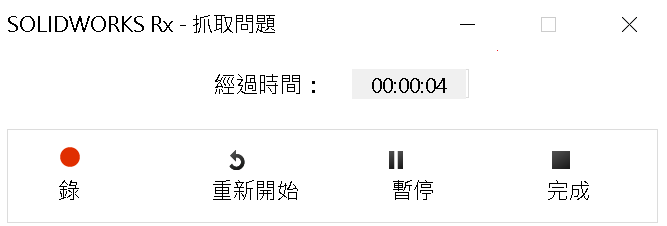 SOLIDWORKS Rx - 抓取問題
經過時間： 00:00:04
錄 重新開始 暫停 完成